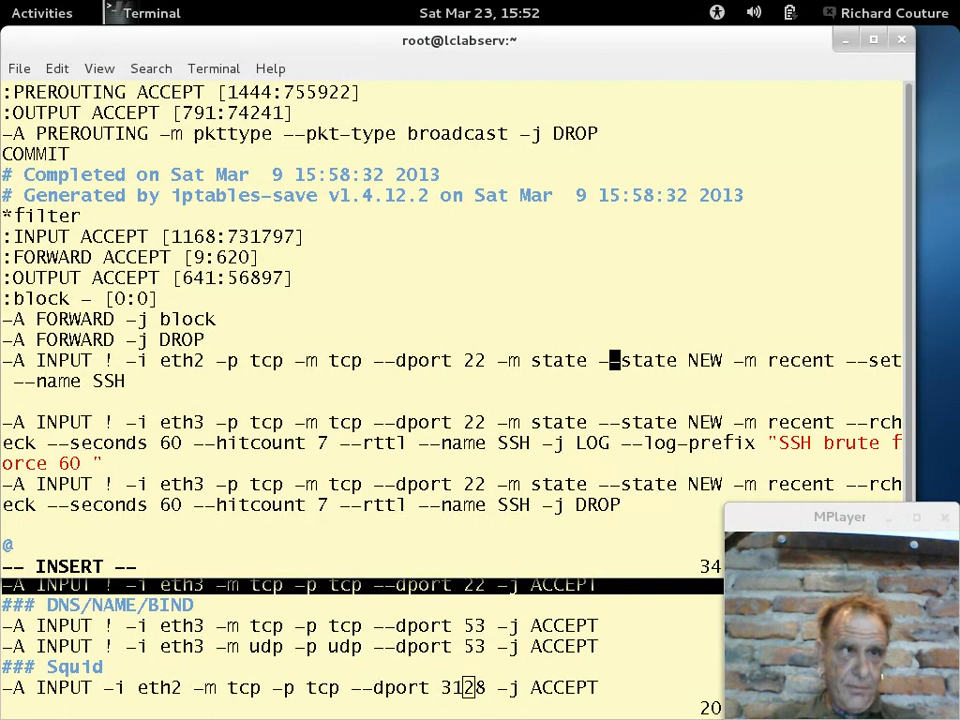 Activities Terminal Sat Mar 23, 15:52 Richard Couture
root@lclabserv:~
File Edit View Search Terminal Help
:PREROUTING ACCEPT [1444:755922]
:OUTPUT ACCEPT [791:74241]
-A PREROUTING -m pkttype --pkt-type broadcast -j DROP
COMMIT
# Completed on Sat Mar  9 15:58:32 2013
# Generated by iptables-save v1.4.12.2 on Sat Mar  9 15:58:32 2013
*filter
:INPUT ACCEPT [1168:731797]
:FORWARD ACCEPT [9:620]
:OUTPUT ACCEPT [641:56897]
:block - [0:0]
-A FORWARD -j block
-A FORWARD -j DROP
-A INPUT ! -i eth2 -p tcp -m tcp --dport 22 -m state --state NEW -m recent --set
 --name SSH
-A INPUT ! -i eth3 -p tcp -m tcp --dport 22 -m state --state NEW -m recent --rch
eck --seconds 60 --hitcount 7 --rttl --name SSH -j LOG --log-prefix "SSH brute f
orce 60 "
-A INPUT ! -i eth3 -p tcp -m tcp --dport 22 -m state --state NEW -m recent --rch
eck --seconds 60 --hitcount 7 --rttl --name SSH -j DROP
@
-- INSERT -- 34
-A INPUT ! -i eth3 -m tcp -p tcp --dport 22 -j ACCEPT
### DNS/NAME/BIND
-A INPUT ! -i eth3 -m tcp -p tcp --dport 53 -j ACCEPT
-A INPUT ! -i eth3 -m udp -p udp --dport 53 -j ACCEPT
### Squid
-A INPUT -i eth2 -m tcp -p tcp --dport 3128 -j ACCEPT
20
MPlayer